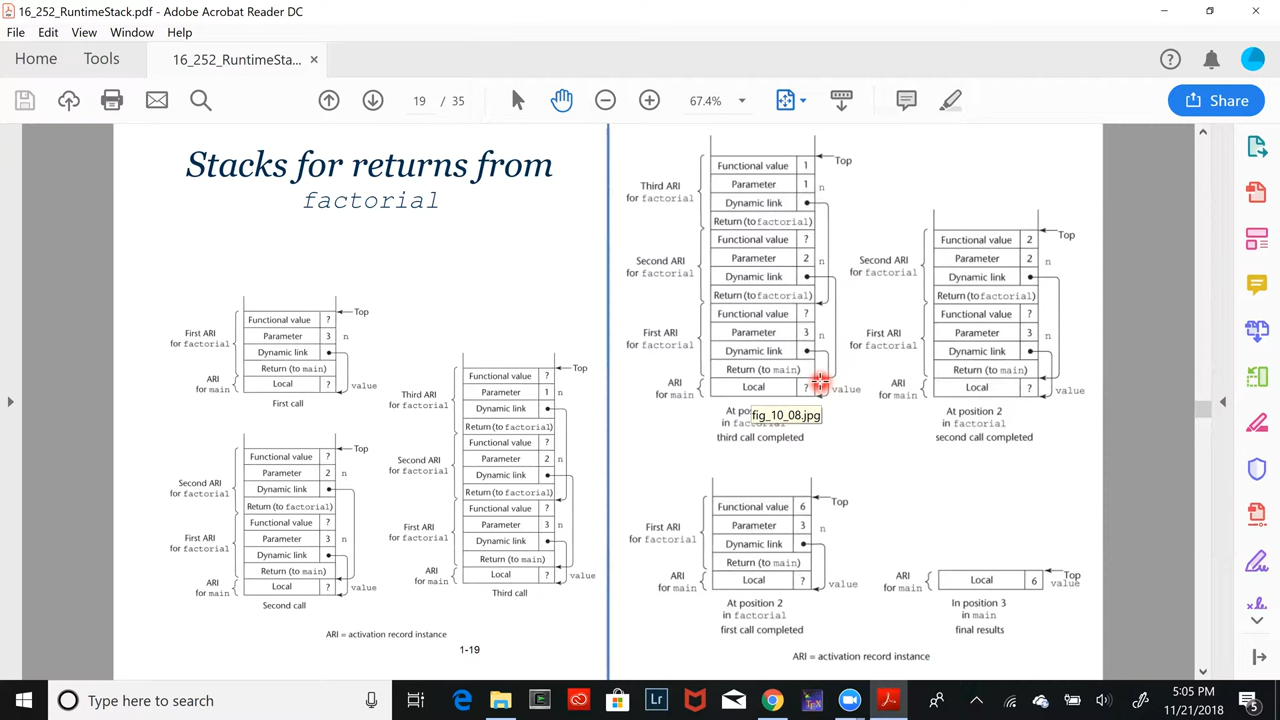 16_252_RuntimeStack.pdf - Adobe Acrobat Reader DC
File Edit View Window Help
Home Tools 16_252_RuntimeSta... ×
19 / 35 67.4% Share
Stacks for returns from
factorial
Functional value ? Top
First ARI
for factorial
Parameter 3 n
Dynamic link
Return (to main)
ARI
for main
Local ? value
First call
Functional value ? Top
Second ARI
for factorial
Parameter 2 n
Dynamic link
Return (to factorial)
Functional value ?
First ARI
for factorial
Parameter 3 n
Dynamic link
Return (to main)
ARI
for main
Local ? value
Second call
Functional value ? Top
Third ARI
for factorial
Parameter 1 n
Dynamic link
Return (to factorial)
Functional value ?
Second ARI
for factorial
Parameter 2 n
Dynamic link
Return (to factorial)
Functional value ?
First ARI
for factorial
Parameter 3 n
Dynamic link
Return (to main)
ARI
for main
Local ? value
Third call
ARI = activation record instance
1-19
Functional value 1 Top
Third ARI
for factorial
Parameter 1 n
Dynamic link
Return (to factorial)
Functional value ?
Second ARI
for factorial
Parameter 2 n
Dynamic link
Return (to factorial)
Functional value ?
First ARI
for factorial
Parameter 3 n
Dynamic link
Return (to main)
ARI
for main
Local ? value
At
fig_10_08.jpg
in
third call completed
Functional value 2 Top
Second ARI
for factorial
Parameter 2 n
Dynamic link
Return (to factorial)
Functional value ?
First ARI
for factorial
Parameter 3 n
Dynamic link
Return (to main)
ARI
for main
Local ? value
At position 2
in factorial
second call completed
Functional value 6 Top
First ARI
for factorial
Parameter 3 n
Dynamic link
Return (to main)
ARI
for main
Local ? value
At position 2
in factorial
first call completed
ARI
for main
Local 6 Top
value
In position 3
in main
final results
ARI = activation record instance
Type here to search
5:05 PM
11/21/2018
5